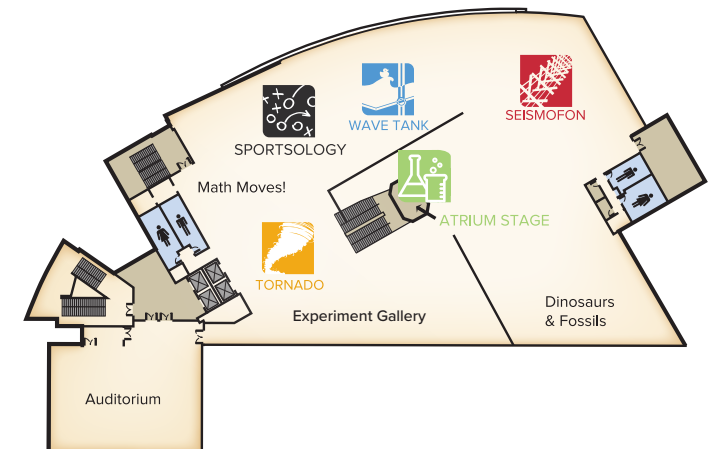 SEISMOFON
WAVE TANK
SPORTSOLOGY
Math Moves!
ATRIUM STAGE
TORNADO
Dinosaurs
& Fossils
Experiment Gallery
Auditorium